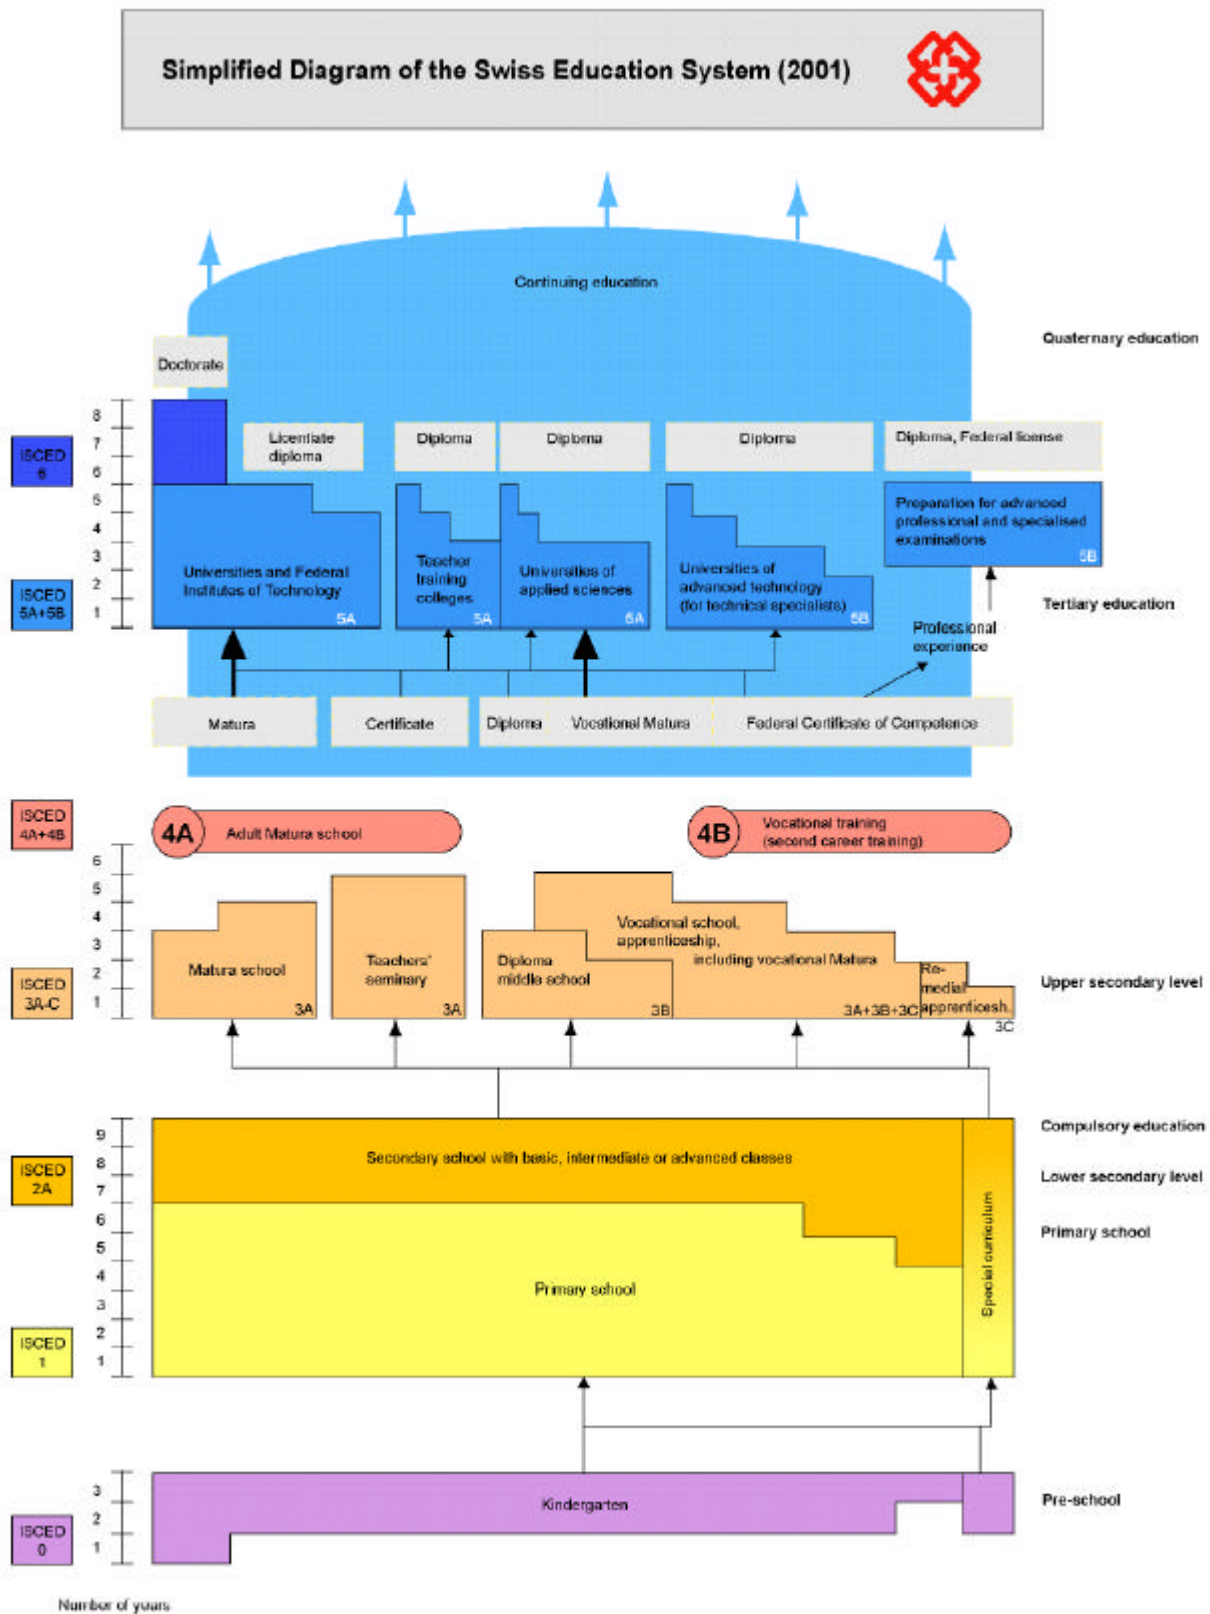 Simplified Diagram of the Swiss Education System (2001)
Continuing education
Quaternary education
Doctorate
8
7
6
ISCED
6
Licentiate
diploma
Diploma
Diploma
Diploma
Diploma, Federal license
5
4
3
2
1
ISCED
5A+5B
Universities and Federal
Institutes of Technology
5A
Teacher
training
colleges
5A
Universities of
applied sciences
5A
Universities of
advanced technology
(for technical specialists)
5B
Preparation for advanced
professional and specialised
examinations
5B
Tertiary education
Professional
experience
Matura
Certificate
Diploma
Vocational Matura
Federal Certificate of Competence
ISCED
4A+4B
4A
Adult Matura school
4B
Vocational training
(second career training)
6
5
4
3
2
1
ISCED
3A-C
Matura school
3A
Teachers'
seminary
3A
Diploma
middle school
3B
Vocational school,
apprenticeship,
including vocational Matura
3A+3B+3C
Re-
medial
apprenticesh.
3C
Upper secondary level
9
8
7
6
5
4
3
2
1
ISCED
2A
Secondary school with basic, intermediate or advanced classes
Compulsory education
Lower secondary level
Primary school
Primary school
Special curriculum
ISCED
1
3
2
1
ISCED
0
Kindergarten
Pre-school
Number of years